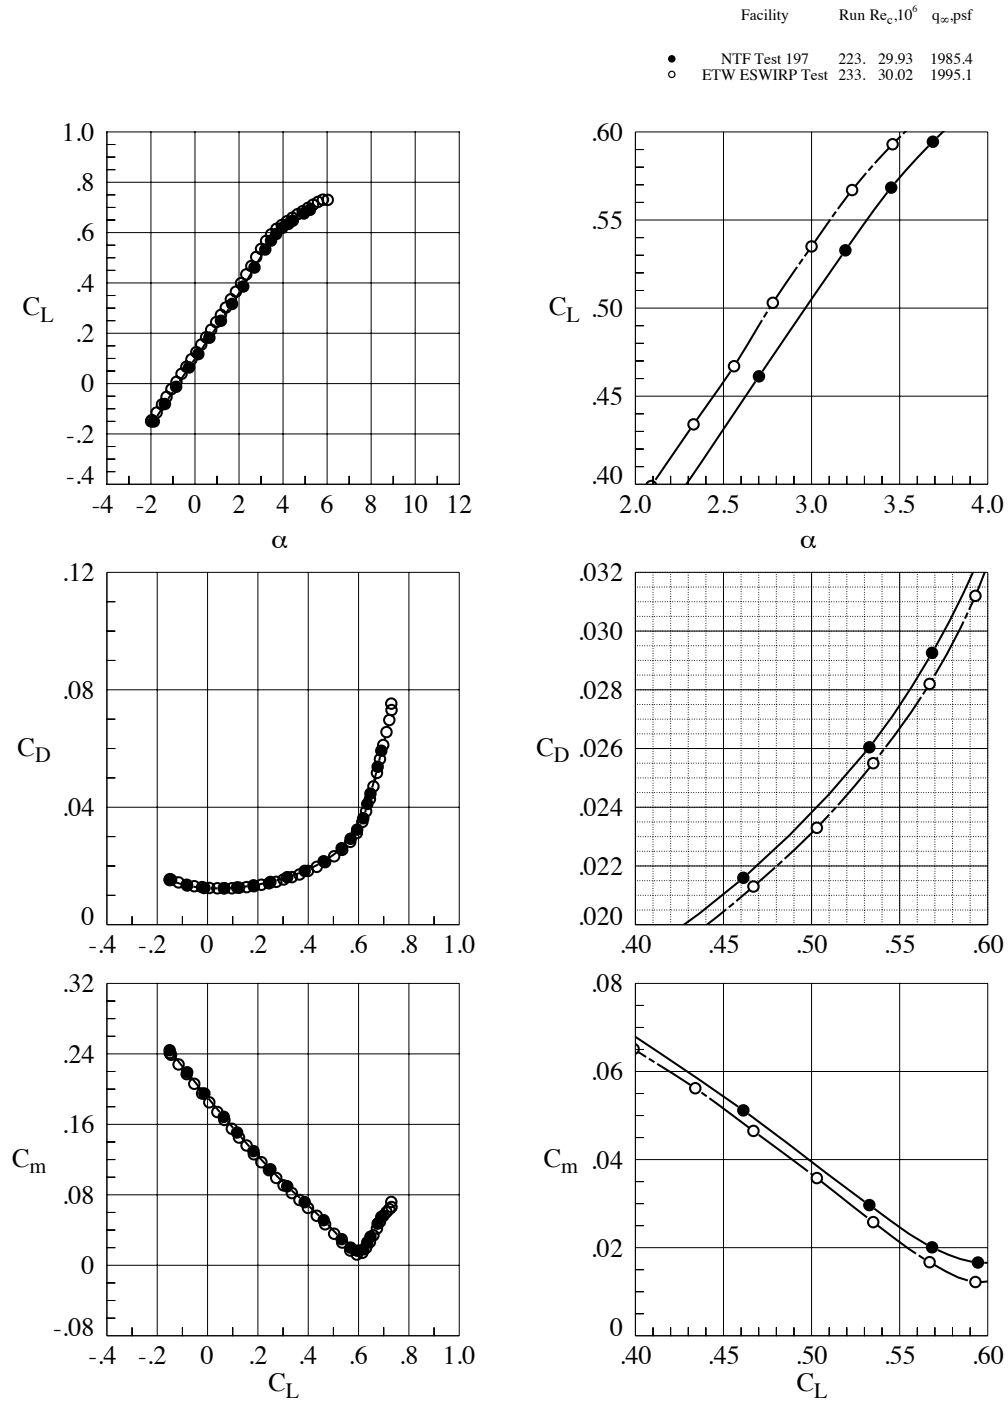 Facility Run Re_c,10^6 q_∞,psf
● NTF Test 197 223. 29.93 1985.4
○ ETW ESWIRP Test 233. 30.02 1995.1
1.0
.8
.6
.4
C_L
.2
0
-.2
-.4
-4 -2 0 2 4 6 8 10 12
α
.60
.55
C_L
.50
.45
.40
2.0 2.5 3.0 3.5 4.0
α
.12
.08
C_D
.04
0
-.4 -.2 0 .2 .4 .6 .8 1.0
.032
.030
.028
C_D
.026
.024
.022
.020
.40 .45 .50 .55 .60
.32
.24
.16
C_m
.08
0
-.08
-.4 -.2 0 .2 .4 .6 .8 1.0
C_L
.08
.06
C_m
.04
.02
0
.40 .45 .50 .55 .60
C_L